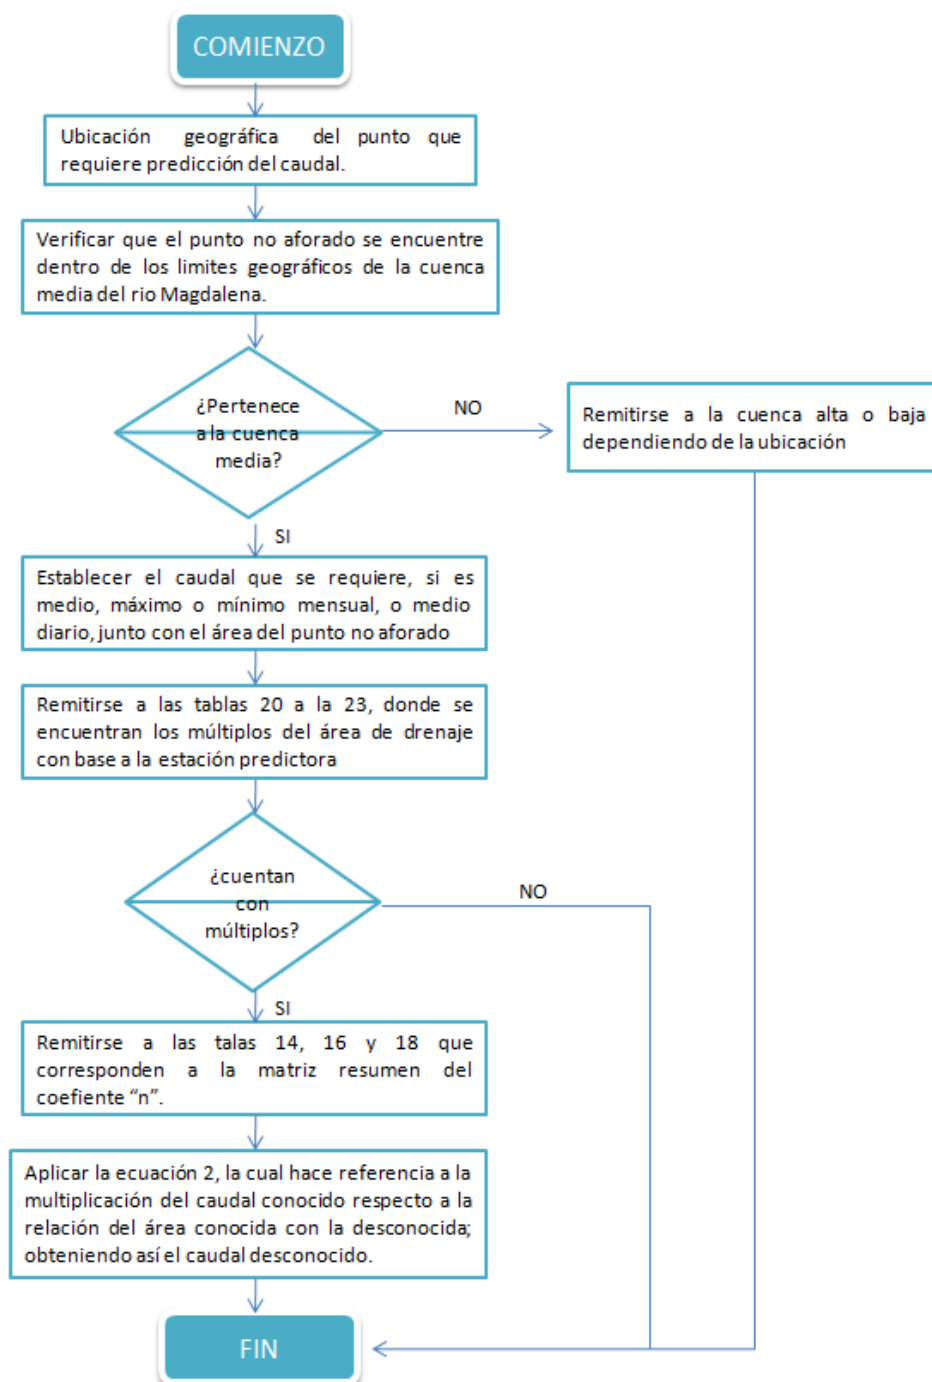 COMIENZO
Ubicación geográfica del punto que
requiere predicción del caudal.
Verificar que el punto no aforado se encuentre
dentro de los limites geográficos de la cuenca
media del rio Magdalena.
¿Pertenece
a la cuenca
media?
NO
Remitirse a la cuenca alta o baja
dependiendo de la ubicación
SI
Establecer el caudal que se requiere, si es
medio, máximo o mínimo mensual, o medio
diario, junto con el área del punto no aforado
Remitirse a las tablas 20 a la 23, donde se
encuentran los múltiplos del área de drenaje
con base a la estación predictora
¿cuentan
con
múltiplos?
NO
SI
Remitirse a las talas 14, 16 y 18 que
corresponden a la matriz resumen del
coefiente “n”.
Aplicar la ecuación 2, la cual hace referencia a la
multiplicación del caudal conocido respecto a la
relación del área conocida con la desconocida;
obteniendo así el caudal desconocido.
FIN